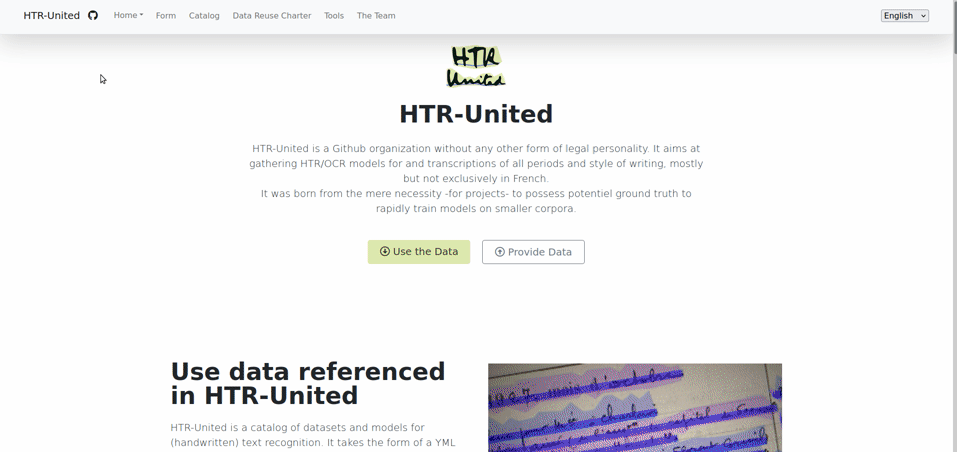 HTR-United Home Form Catalog Data Reuse Charter Tools The Team English
HTR
United
HTR-United
HTR-United is a Github organization without any other form of legal personality. It aims at
gathering HTR/OCR models for and transcriptions of all periods and style of writing, mostly
but not exclusively in French.
It was born from the mere necessity -for projects- to possess potentiel ground truth to
rapidly train models on smaller corpora.
Use the Data Provide Data
Use data referenced
in HTR-United
HTR-United is a catalog of datasets and models for
(handwritten) text recognition. It takes the form of a YML